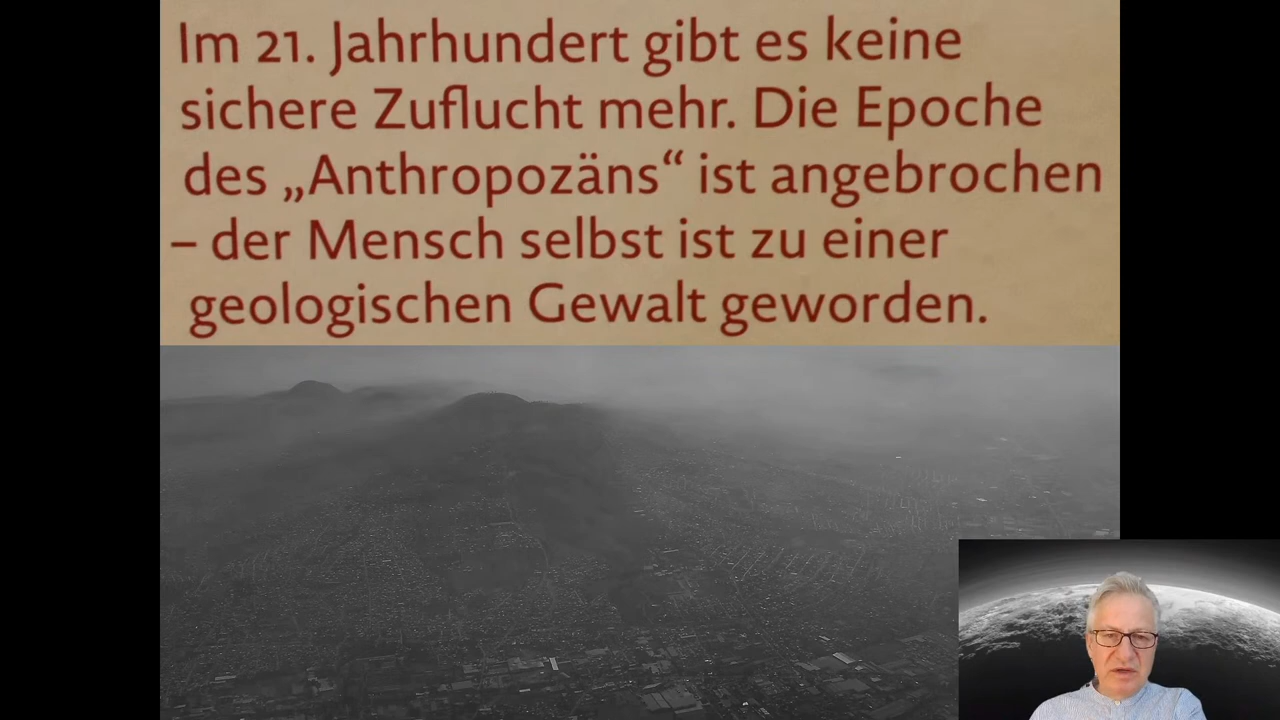 Im 21. Jahrhundert gibt es keine
sichere Zuflucht mehr. Die Epoche
des „Anthropozäns“ ist angebrochen
– der Mensch selbst ist zu einer
geologischen Gewalt geworden.